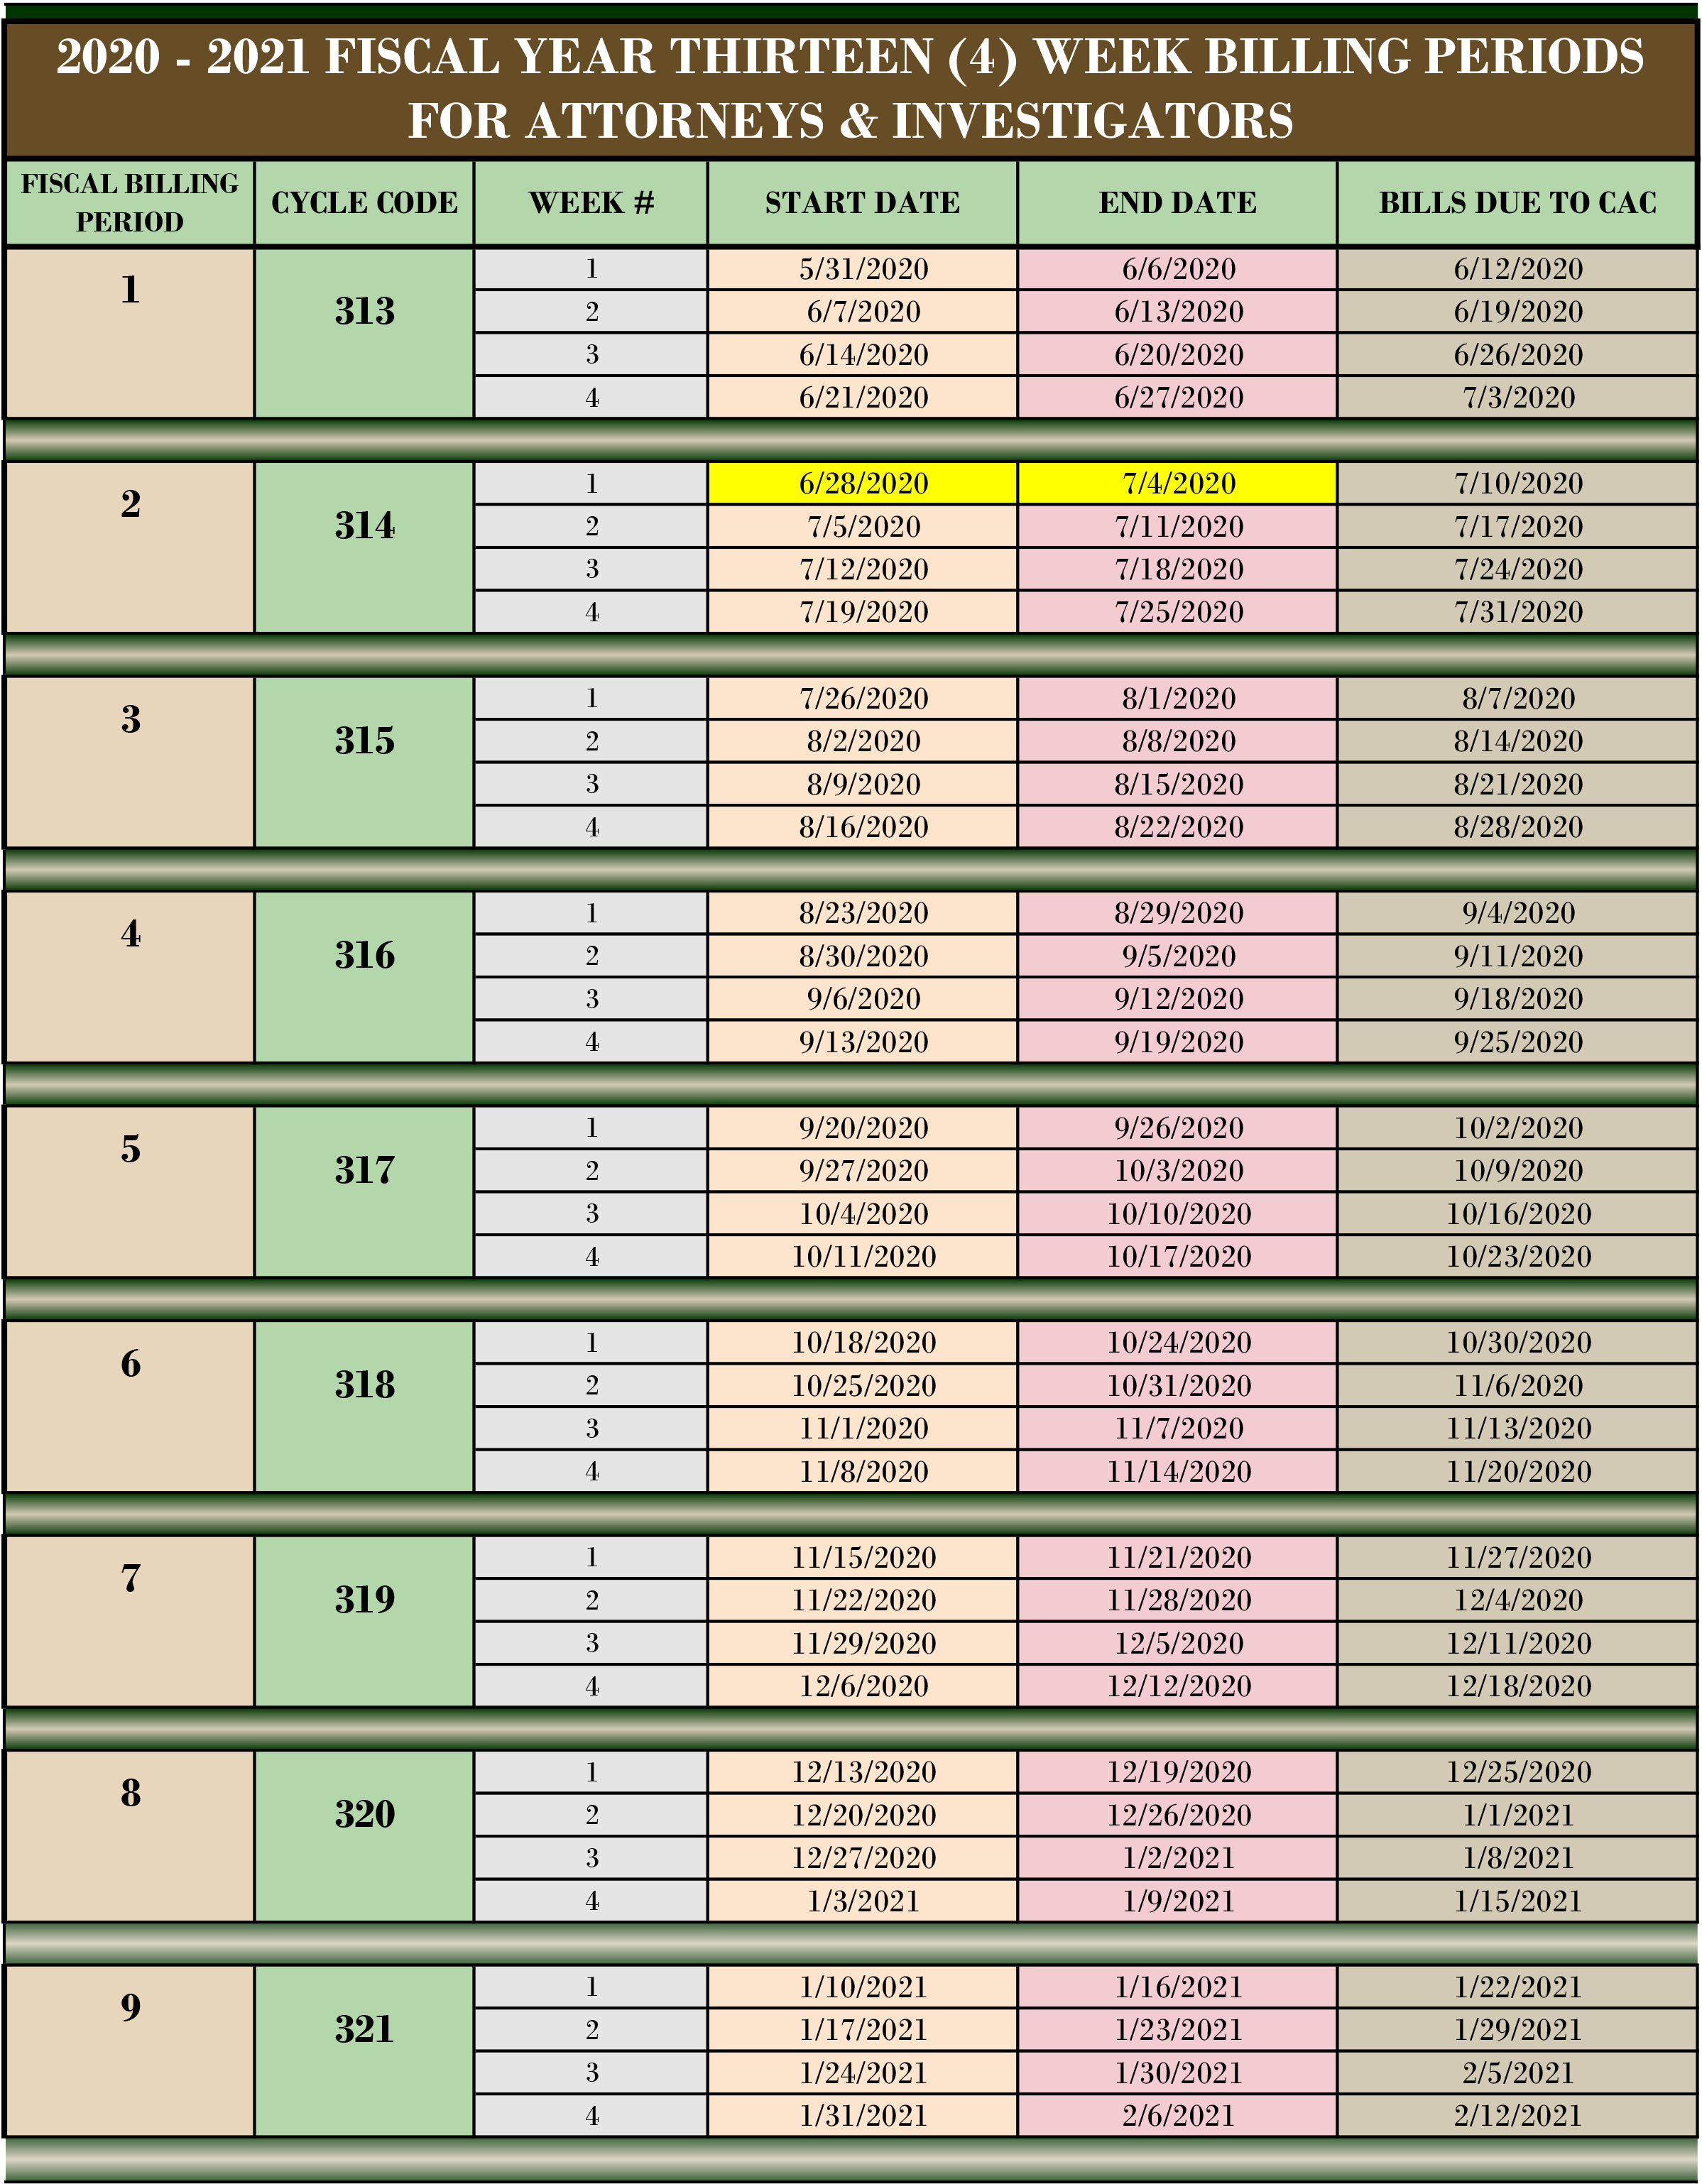 2020 - 2021 FISCAL YEAR THIRTEEN (4) WEEK BILLING PERIODS
FOR ATTORNEYS & INVESTIGATORS
FISCAL BILLING PERIOD CYCLE CODE WEEK # START DATE END DATE BILLS DUE TO CAC
1 313 1 5/31/2020 6/6/2020 6/12/2020
2 6/7/2020 6/13/2020 6/19/2020
3 6/14/2020 6/20/2020 6/26/2020
4 6/21/2020 6/27/2020 7/3/2020
2 314 1 6/28/2020 7/4/2020 7/10/2020
2 7/5/2020 7/11/2020 7/17/2020
3 7/12/2020 7/18/2020 7/24/2020
4 7/19/2020 7/25/2020 7/31/2020
3 315 1 7/26/2020 8/1/2020 8/7/2020
2 8/2/2020 8/8/2020 8/14/2020
3 8/9/2020 8/15/2020 8/21/2020
4 8/16/2020 8/22/2020 8/28/2020
4 316 1 8/23/2020 8/29/2020 9/4/2020
2 8/30/2020 9/5/2020 9/11/2020
3 9/6/2020 9/12/2020 9/18/2020
4 9/13/2020 9/19/2020 9/25/2020
5 317 1 9/20/2020 9/26/2020 10/2/2020
2 9/27/2020 10/3/2020 10/9/2020
3 10/4/2020 10/10/2020 10/16/2020
4 10/11/2020 10/17/2020 10/23/2020
6 318 1 10/18/2020 10/24/2020 10/30/2020
2 10/25/2020 10/31/2020 11/6/2020
3 11/1/2020 11/7/2020 11/13/2020
4 11/8/2020 11/14/2020 11/20/2020
7 319 1 11/15/2020 11/21/2020 11/27/2020
2 11/22/2020 11/28/2020 12/4/2020
3 11/29/2020 12/5/2020 12/11/2020
4 12/6/2020 12/12/2020 12/18/2020
8 320 1 12/13/2020 12/19/2020 12/25/2020
2 12/20/2020 12/26/2020 1/1/2021
3 12/27/2020 1/2/2021 1/8/2021
4 1/3/2021 1/9/2021 1/15/2021
9 321 1 1/10/2021 1/16/2021 1/22/2021
2 1/17/2021 1/23/2021 1/29/2021
3 1/24/2021 1/30/2021 2/5/2021
4 1/31/2021 2/6/2021 2/12/2021